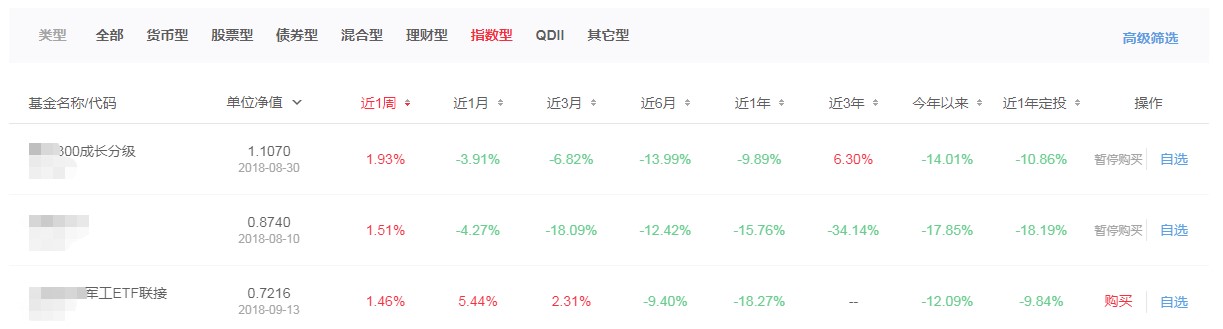 类型 全部 货币型 股票型 债券型 混合型 理财型 指数型 QDII 其它型 高级筛选
基金名称/代码 单位净值 近1周 近1月 近3月 近6月 近1年 近3年 今年以来 近1年定投 操作
300成长分级 1.1070 1.93% -3.91% -6.82% -13.99% -9.89% 6.30% -14.01% -10.86% 暂停购买 自选
2018-08-30
0.8740 1.51% -4.27% -18.09% -12.42% -15.76% -34.14% -17.85% -18.19% 暂停购买 自选
2018-08-10
军工ETF联接 0.7216 1.46% 5.44% 2.31% -9.40% -18.27% -- -12.09% -9.84% 购买 自选
2018-09-13